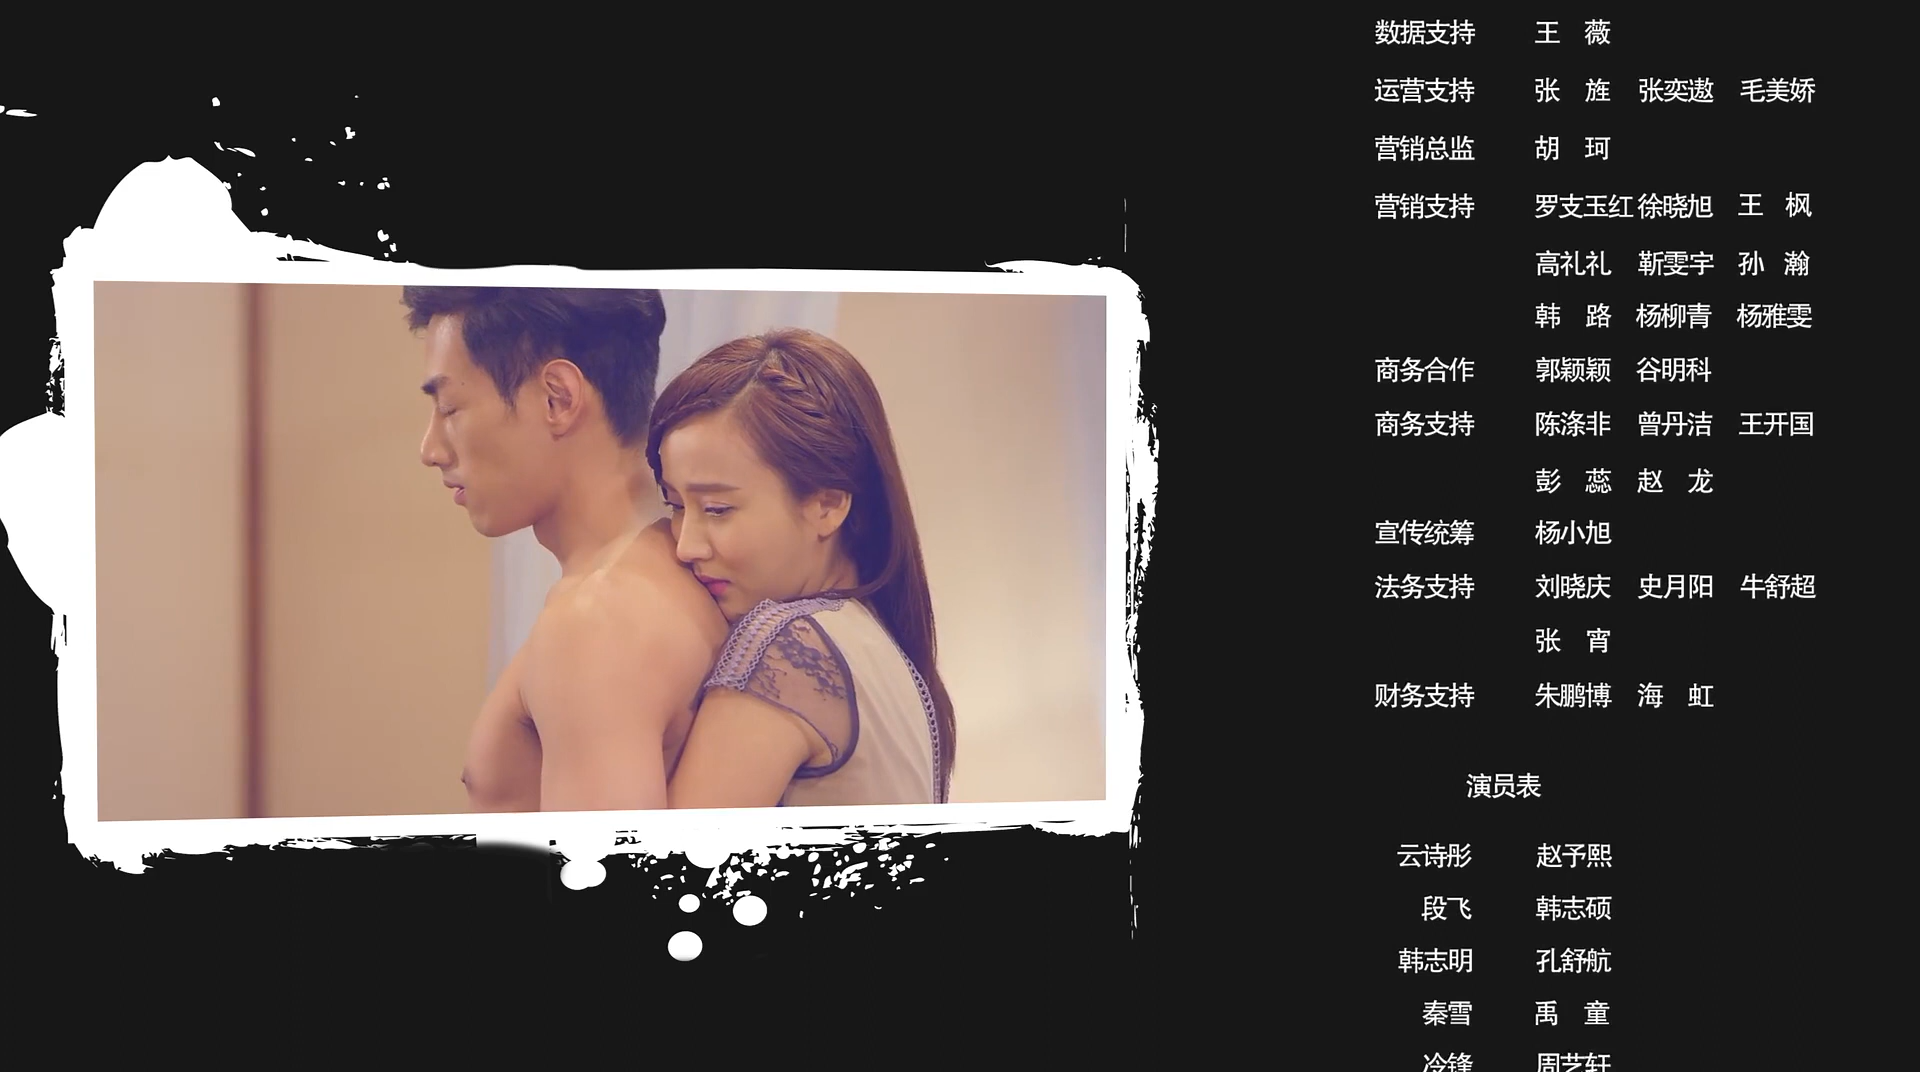 数据支持 王 薇
运营支持 张 旌 张奕遨 毛美娇
营销总监 胡 珂
营销支持 罗支玉红 徐晓旭 王 枫
高礼礼 靳雯宇 孙 瀚
韩 路 杨柳青 杨雅雯
商务合作 郭颖颖 谷明科
商务支持 陈涤非 曾丹洁 王开国
彭 蕊 赵 龙
宣传统筹 杨小旭
法务支持 刘晓庆 史月阳 牛舒超
张 宵
财务支持 朱鹏博 海 虹
演员表
云诗彤 赵予熙
段飞 韩志硕
韩志明 孔舒航
秦雪 禹 童
冷锋 周艺轩